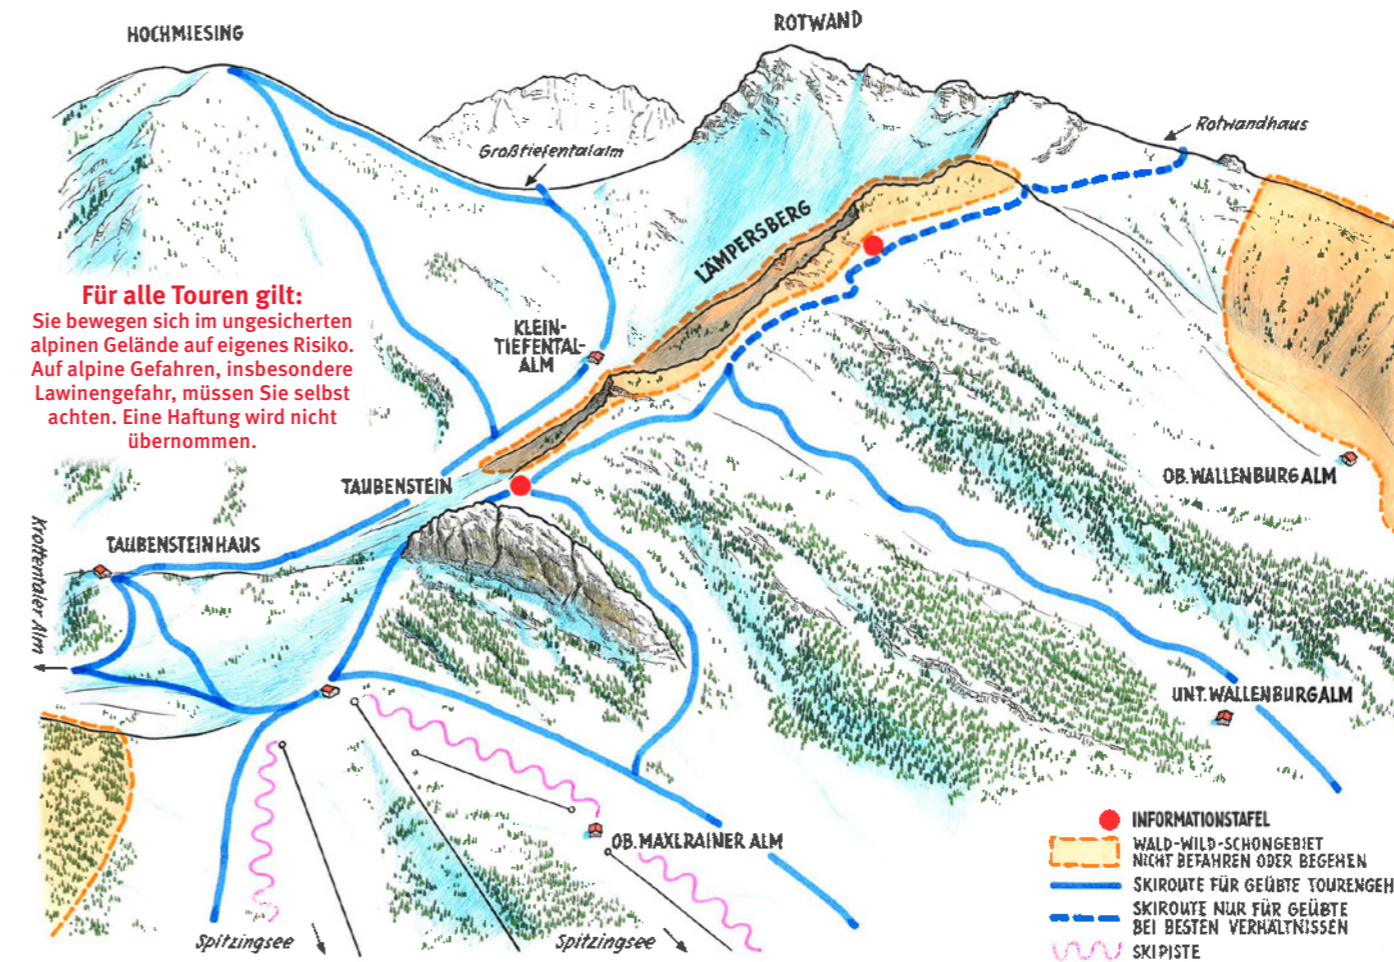 HOCHMIESING
ROTWAND
Rotwandhaus
Großtiefentalalm
LÄMPERSBERG
Für alle Touren gilt:
Sie bewegen sich im ungesicherten
alpinen Gelände auf eigenes Risiko.
Auf alpine Gefahren, insbesondere
Lawinengefahr, müssen Sie selbst
achten. Eine Haftung wird nicht
übernommen.
KLEIN-
TIEFENTAL-
ALM
TAUBENSTEIN
OB. WALLENBURGALM
TAUBENSTEINHAUS
Krottentaler Alm
UNT. WALLENBURGALM
OB. MAXLRAINER ALM
Spitzingsee
Spitzingsee
INFORMATIONSTAFEL
WALD-WILD-SCHONGEBIET
NICHT BEFAHREN ODER BEGEHEN
SKIROUTE FÜR GEÜBTE TOURENGEH
SKIROUTE NUR FÜR GEÜBTE
BEI BESTEN VERHÄLTNISSEN
SKIPISTE